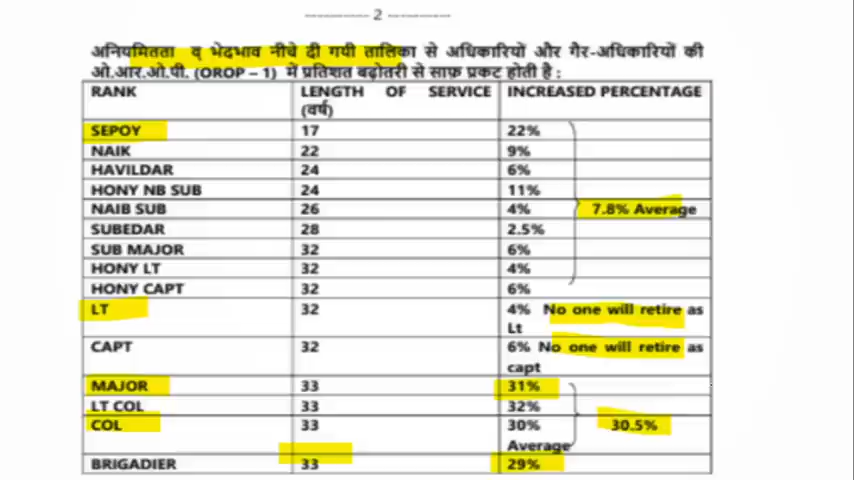 ---------- 2 ----------
अनियमितता व् भेदभाव नीचे दी गयी तालिका से अधिकारियों और गैर-अधिकारियों की
ओ.आर.ओ.पी. (OROP – 1) में प्रतिशत बढ़ोतरी से साफ़ प्रकट होती है :
RANK LENGTH OF SERVICE (वर्ष) INCREASED PERCENTAGE
SEPOY 17 22%
NAIK 22 9%
HAVILDAR 24 6%
HONY NB SUB 24 11%
NAIB SUB 26 4% 7.8% Average
SUBEDAR 28 2.5%
SUB MAJOR 32 6%
HONY LT 32 4%
HONY CAPT 32 6%
LT 32 4% No one will retire as
Lt
CAPT 32 6% No one will retire as
capt
MAJOR 33 31%
LT COL 33 32%
COL 33 30% 30.5%
Average
BRIGADIER 33 29%